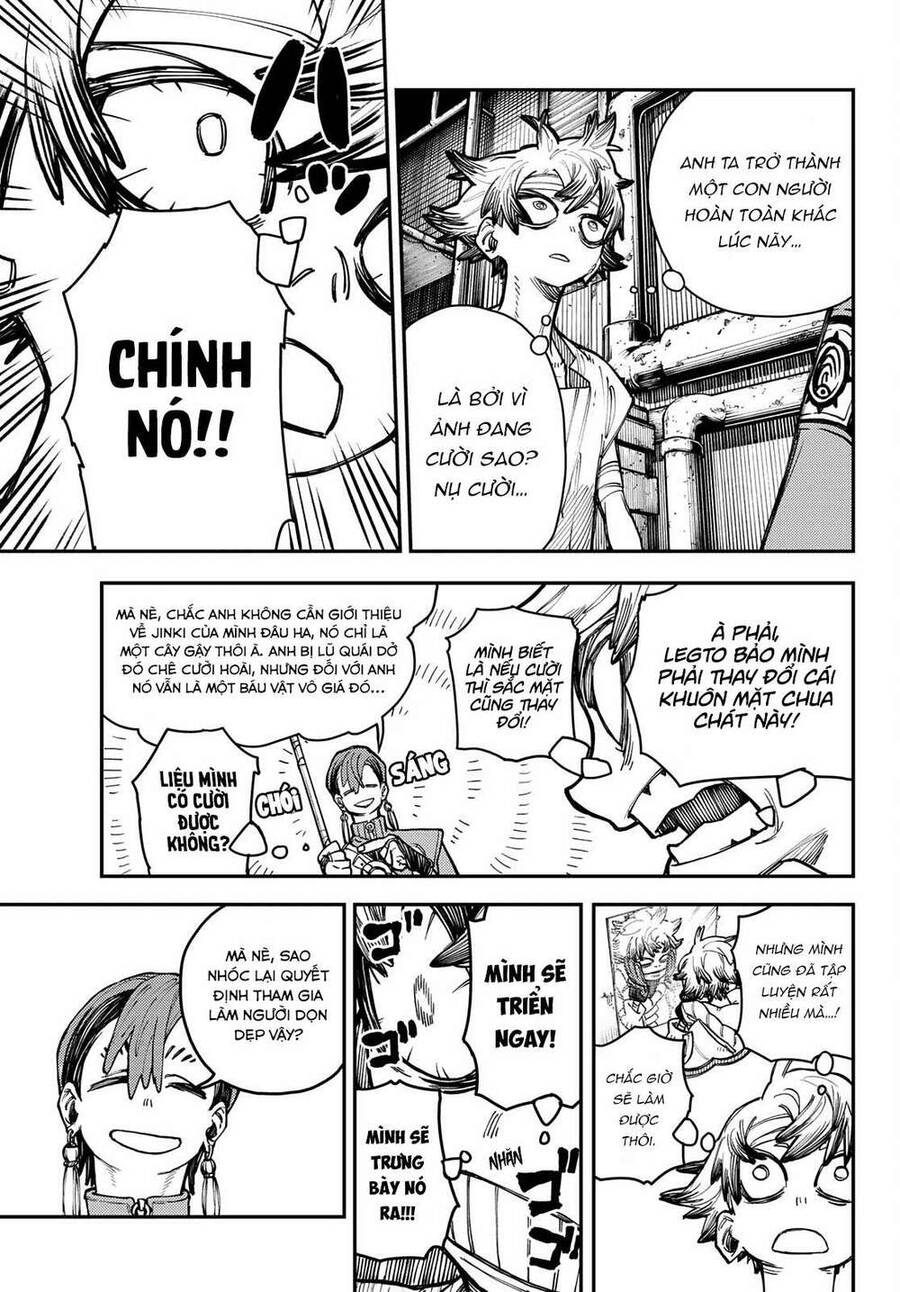 ANH TA TRỞ THÀNH
MỘT CON NGƯỜI
HOÀN TOÀN KHÁC
LÚC NÃY...
LÀ BỞI VÌ
ẢNH ĐANG
CƯỜI SAO?
NỤ CƯỜI...
CHÍNH
NÓ!!
À PHẢI,
LEGTO BẢO MÌNH
PHẢI THAY ĐỔI CÁI
KHUÔN MẶT CHUA
CHÁT NÀY!
MÌNH BIẾT
LÀ NẾU CƯỜI
THÌ SẮC MẶT
CŨNG THAY
ĐỔI!
MÀ NÈ, CHẮC ANH KHÔNG CẦN GIỚI THIỆU
VỀ JINKI CỦA MÌNH ĐÂU HA, NÓ CHỈ LÀ
MỘT CÂY GẬY THÔI À. ANH BỊ LŨ QUÁI DỞ
ĐÓ CHÊ CƯỜI HOÀI, NHƯNG ĐỐI VỚI ANH
NÓ VẪN LÀ MỘT BÁU VẬT VÔ GIÁ ĐÓ...
SÁNG
CHÓI
LIỆU MÌNH
CÓ CƯỜI
ĐƯỢC
KHÔNG?
NHƯNG MÌNH
CŨNG ĐÃ TẬP
LUYỆN RẤT
NHIỀU MÀ...!
CHẮC GIỜ
SẼ LÀM
ĐƯỢC
THÔI.
MÌNH SẼ
TRIỂN
NGAY!
ゴゴ
NHĂN
ゴゴ
MÌNH SẼ
TRƯNG
BÀY NÓ
RA!!!
MÀ NÈ, SAO
NHÓC LẠI QUYẾT
ĐỊNH THAM GIA
LÀM NGƯỜI DỌN
DẸP VẬY?